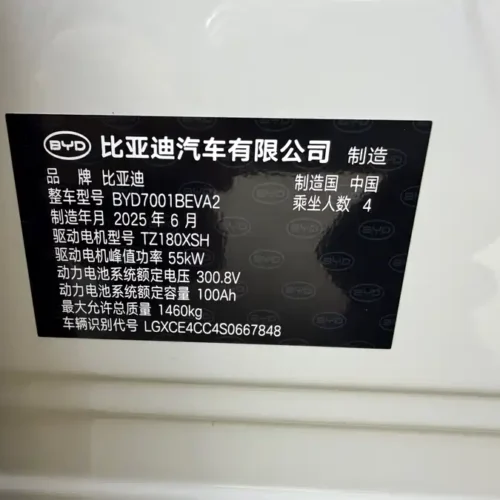 BYD 比亚迪汽车有限公司 制造
品 牌 比亚迪 制造国 中国
整车型号 BYD7001BEVA2 乘坐人数 4
制造年月 2025 年 6 月
驱动电机型号 TZ180XSH
驱动电机峰值功率 55kW
动力电池系统额定电压 300.8V
动力电池系统额定容量 100Ah
最大允许总质量 1460kg
车辆识别代号 LGXCE4CC4S0667848